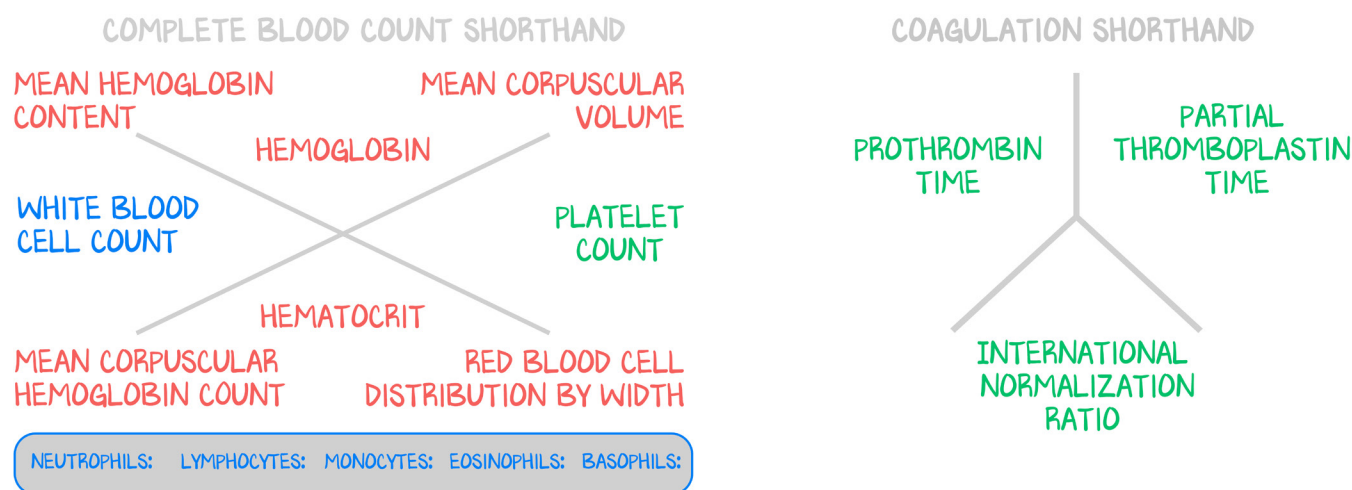 COMPLETE BLOOD COUNT SHORTHAND
MEAN HEMOGLOBIN
CONTENT
MEAN CORPUSCULAR
VOLUME
HEMOGLOBIN
WHITE BLOOD
CELL COUNT
PLATELET
COUNT
HEMATOCRIT
MEAN CORPUSCULAR
HEMOGLOBIN COUNT
RED BLOOD CELL
DISTRIBUTION BY WIDTH
NEUTROPHILS: LYMPHOCYTES: MONOCYTES: EOSINOPHILS: BASOPHILS:
COAGULATION SHORTHAND
PROTHROMBIN
TIME
PARTIAL
THROMBOPLASTIN
TIME
INTERNATIONAL
NORMALIZATION
RATIO